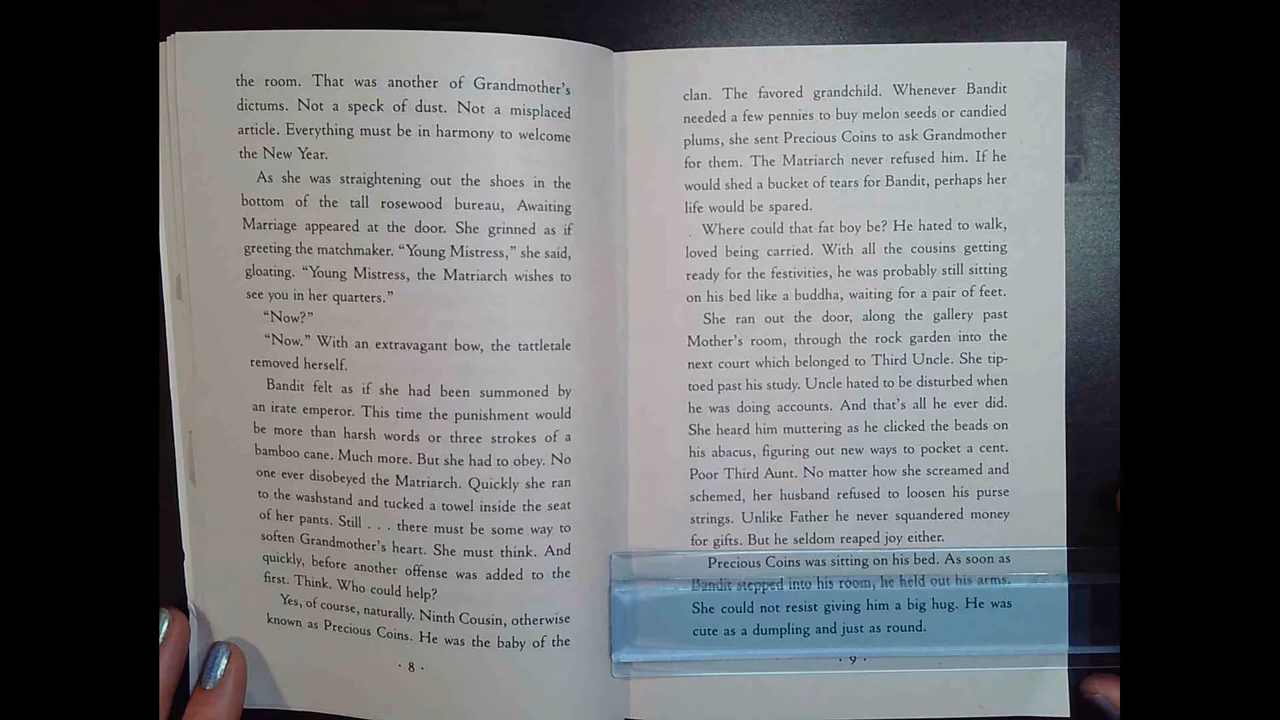 the room. That was another of Grandmother's
dictums. Not a speck of dust. Not a misplaced
article. Everything must be in harmony to welcome
the New Year.
As she was straightening out the shoes in the
bottom of the tall rosewood bureau, Awaiting
Marriage appeared at the door. She grinned as if
greeting the matchmaker. “Young Mistress,” she said,
gloating. “Young Mistress, the Matriarch wishes to
see you in her quarters.”
“Now?”
“Now.” With an extravagant bow, the tattletale
removed herself.
Bandit felt as if she had been summoned by
an irate emperor. This time the punishment would
be more than harsh words or three strokes of a
bamboo cane. Much more. But she had to obey. No
one ever disobeyed the Matriarch. Quickly she ran
to the washstand and tucked a towel inside the seat
of her pants. Still . . . there must be some way to
soften Grandmother's heart. She must think. And
quickly, before another offense was added to the
first. Think. Who could help?
Yes, of course, naturally. Ninth Cousin, otherwise
known as Precious Coins. He was the baby of the
· 8 ·
clan. The favored grandchild. Whenever Bandit
needed a few pennies to buy melon seeds or candied
plums, she sent Precious Coins to ask Grandmother
for them. The Matriarch never refused him. If he
would shed a bucket of tears for Bandit, perhaps her
life would be spared.
Where could that fat boy be? He hated to walk,
loved being carried. With all the cousins getting
ready for the festivities, he was probably still sitting
on his bed like a buddha, waiting for a pair of feet.
She ran out the door, along the gallery past
Mother's room, through the rock garden into the
next court which belonged to Third Uncle. She tip-
toed past his study. Uncle hated to be disturbed when
he was doing accounts. And that's all he ever did.
She heard him muttering as he clicked the beads on
his abacus, figuring out new ways to pocket a cent.
Poor Third Aunt. No matter how she screamed and
schemed, her husband refused to loosen his purse
strings. Unlike Father he never squandered money
for gifts. But he seldom reaped joy either.
Precious Coins was sitting on his bed. As soon as
Bandit stepped into his room, he held out his arms.
She could not resist giving him a big hug. He was
cute as a dumpling and just as round.
· 9 ·